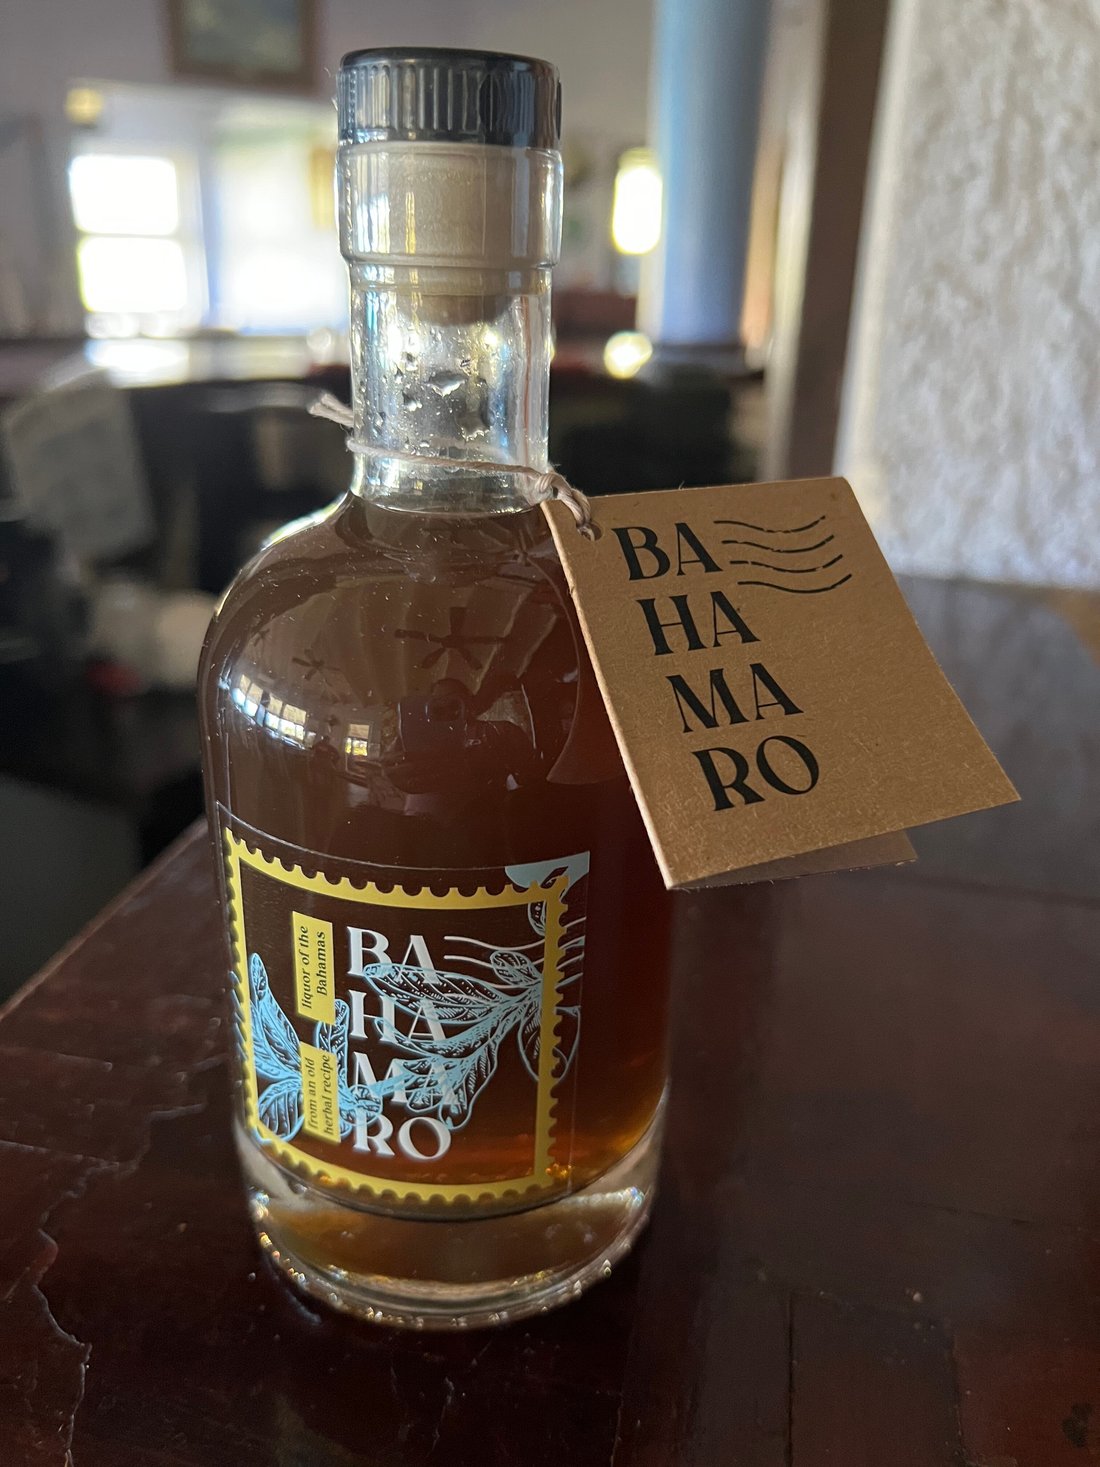 BA
HA
MA
RO
liquor of the
Bahamas
from an old
herbal recipe
BA
HA
MA
RO